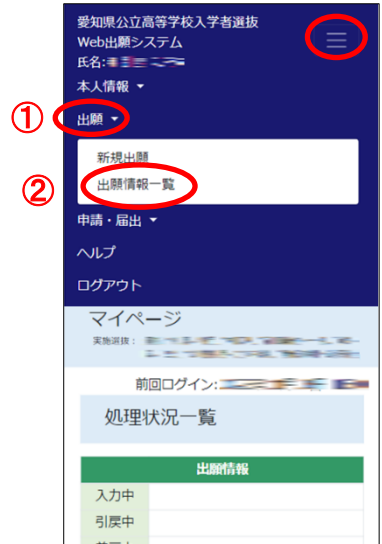 愛知県公立高等学校入学者選抜
Web出願システム
氏名:
本人情報
① 出願
新規出願
② 出願情報一覧
申請・届出
ヘルプ
ログアウト
マイページ
実施選抜:
前回ログイン:
処理状況一覧
出願情報
入力中
引戻中